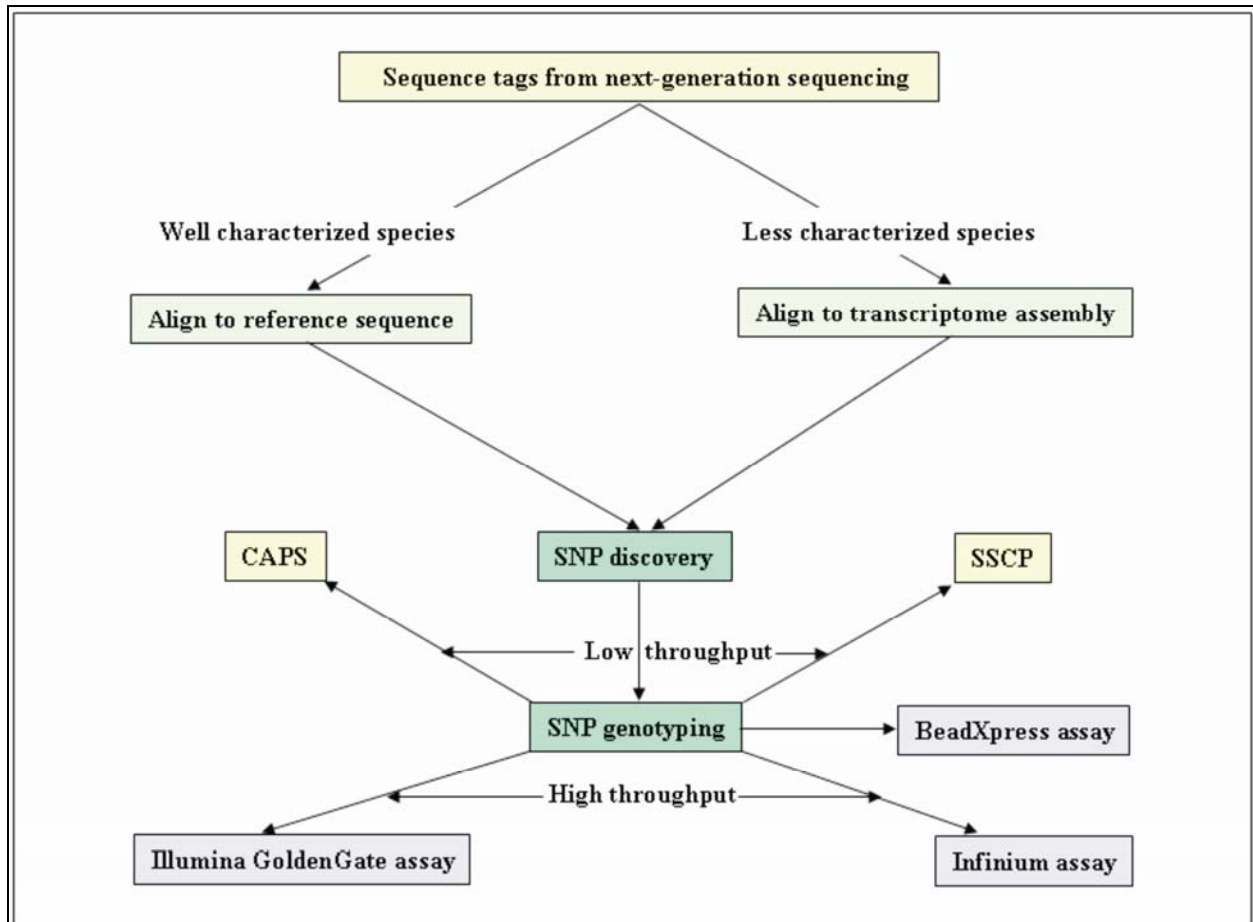 Sequence tags from next-generation sequencing
Well characterized species
Less characterized species
Align to reference sequence
Align to transcriptome assembly
CAPS
SNP discovery
SSCP
Low throughput
SNP genotyping
BeadXpress assay
High throughput
Illumina GoldenGate assay
Infinium assay